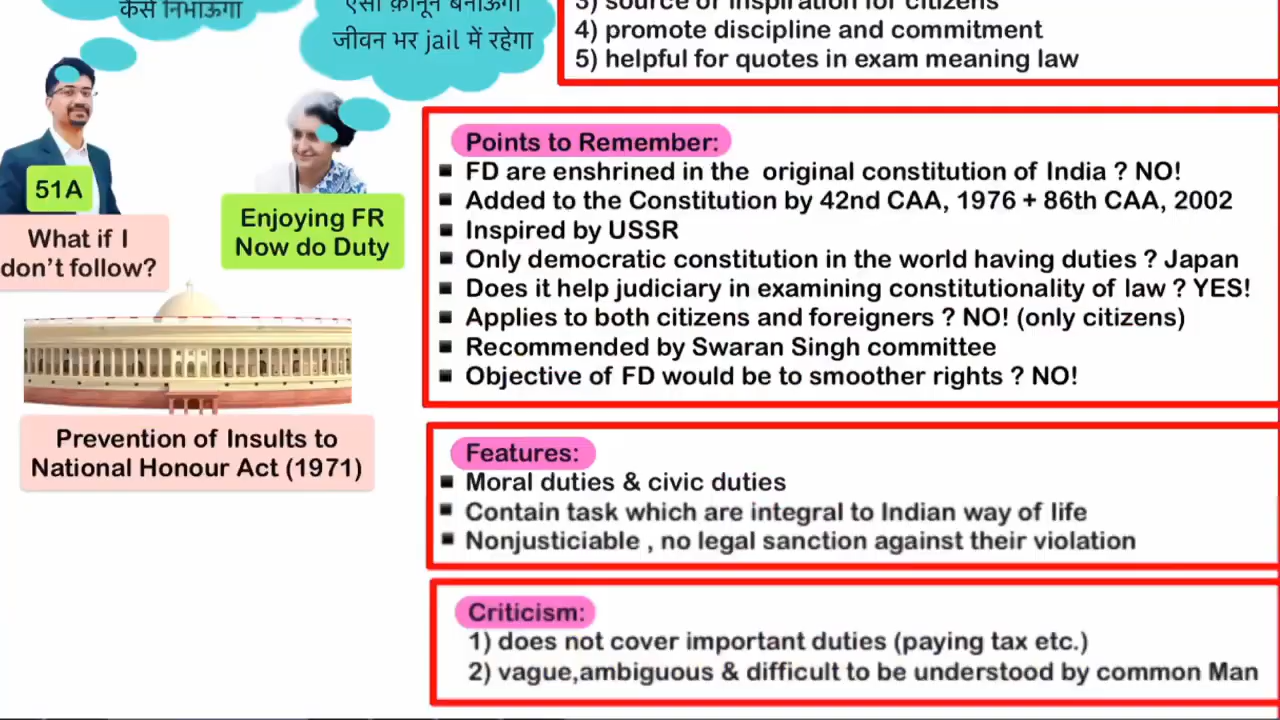 कैसे निभाऊंगा
ऐसा क़ानून बनाऊंगी
जीवन भर jail में रहेगा
3) source of inspiration for citizens
4) promote discipline and commitment
5) helpful for quotes in exam meaning law
51A
What if I
don't follow?
Enjoying FR
Now do Duty
Prevention of Insults to
National Honour Act (1971)
Points to Remember:
▪ FD are enshrined in the original constitution of India ? NO!
▪ Added to the Constitution by 42nd CAA, 1976 + 86th CAA, 2002
▪ Inspired by USSR
▪ Only democratic constitution in the world having duties ? Japan
▪ Does it help judiciary in examining constitutionality of law ? YES!
▪ Applies to both citizens and foreigners ? NO! (only citizens)
▪ Recommended by Swaran Singh committee
▪ Objective of FD would be to smoother rights ? NO!
Features:
▪ Moral duties & civic duties
▪ Contain task which are integral to Indian way of life
▪ Nonjusticiable , no legal sanction against their violation
Criticism:
1) does not cover important duties (paying tax etc.)
2) vague,ambiguous & difficult to be understood by common Man